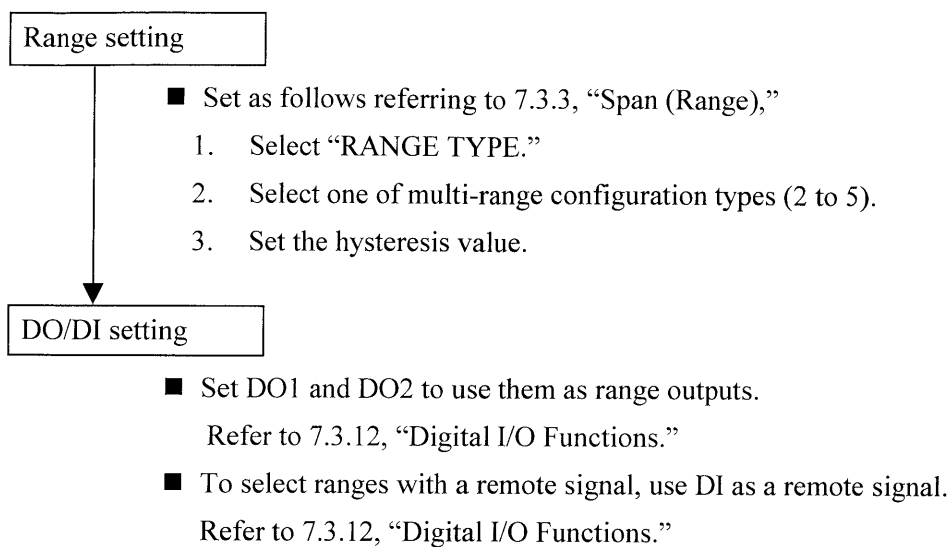 Range setting
■ Set as follows referring to 7.3.3, “Span (Range),”
1. Select “RANGE TYPE.”
2. Select one of multi-range configuration types (2 to 5).
3. Set the hysteresis value.
DO/DI setting
■ Set DO1 and DO2 to use them as range outputs.
Refer to 7.3.12, “Digital I/O Functions.”
■ To select ranges with a remote signal, use DI as a remote signal.
Refer to 7.3.12, “Digital I/O Functions.”